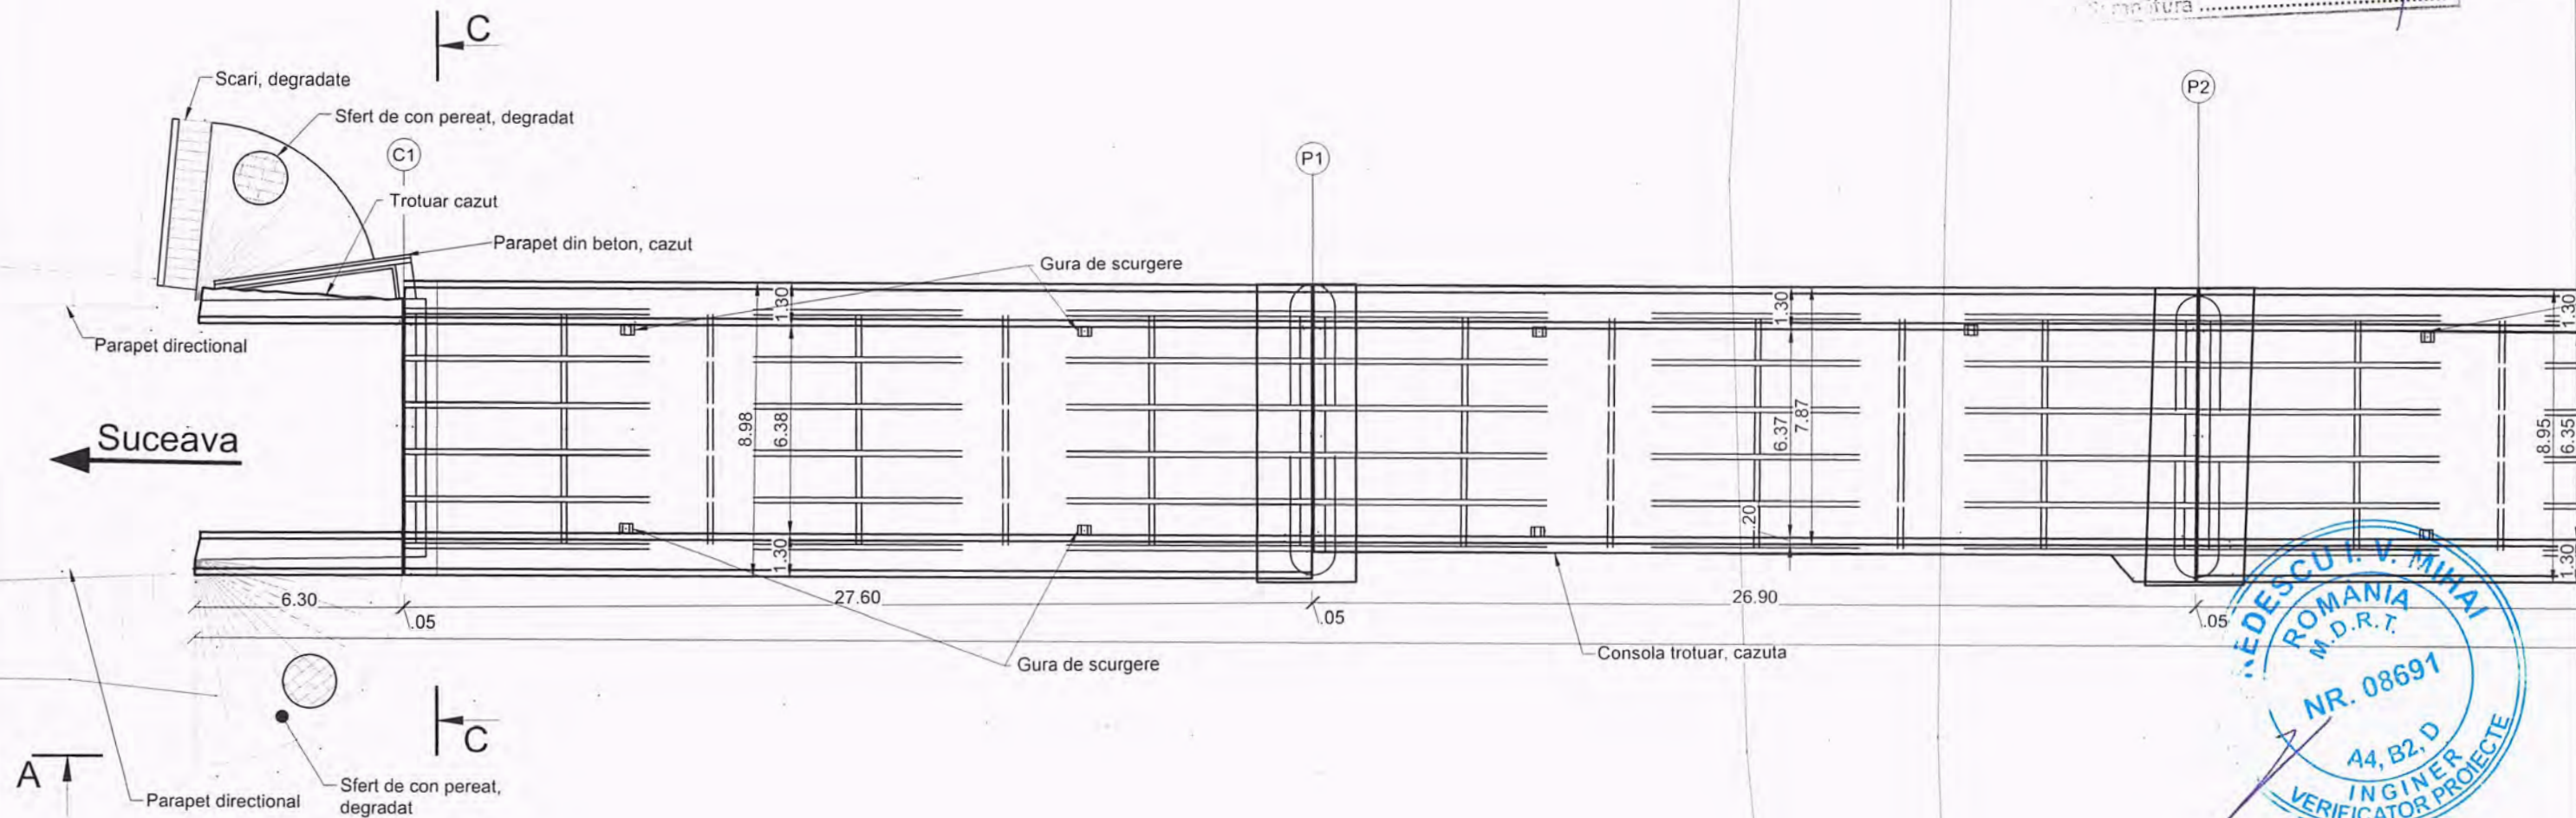 C
Scari, degradate
Sfert de con pereat, degradat
C1
P1
P2
Trotuar cazut
Parapet din beton, cazut
Gura de scurgere
Parapet directional
Suceava
1.30
8.98
6.38
1.30
1.30
6.37
7.87
.20
1.30
8.95
6.35
1.30
6.30
.05
27.60
.05
26.90
.05
Gura de scurgere
Consola trotuar, cazuta
C
A
Parapet directional
Sfert de con pereat,
degradat
EDESCU I. V. MIHAI
ROMÂNIA
M.D.R.T.
NR. 08691
A4, B2, D
INGINER
VERIFICATOR PROIECTE